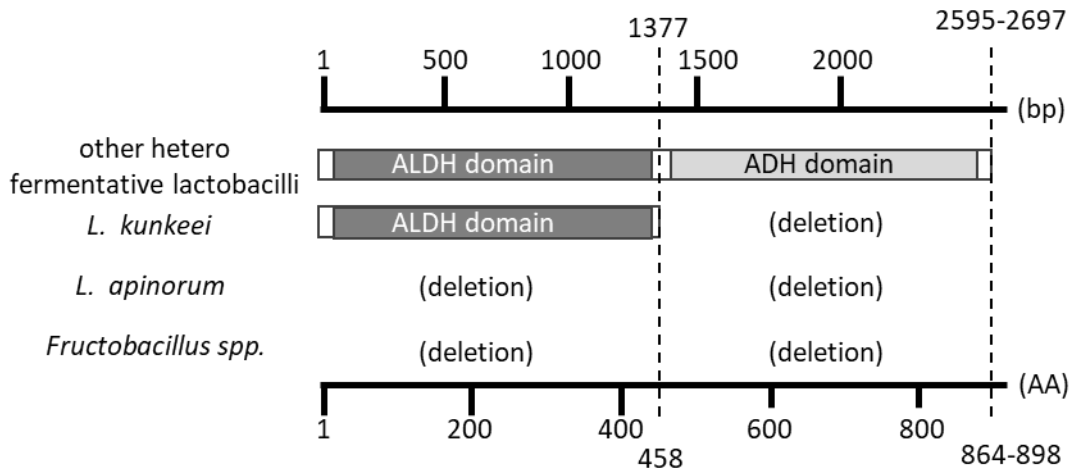 1377
2595-2697
1
500
1000
1500
2000
(bp)
other hetero
fermentative lactobacilli
ALDH domain
ADH domain
L. kunkeei
ALDH domain
(deletion)
L. apinorum
(deletion)
(deletion)
Fructobacillus spp.
(deletion)
(deletion)
(AA)
1
200
400
600
800
458
864-898